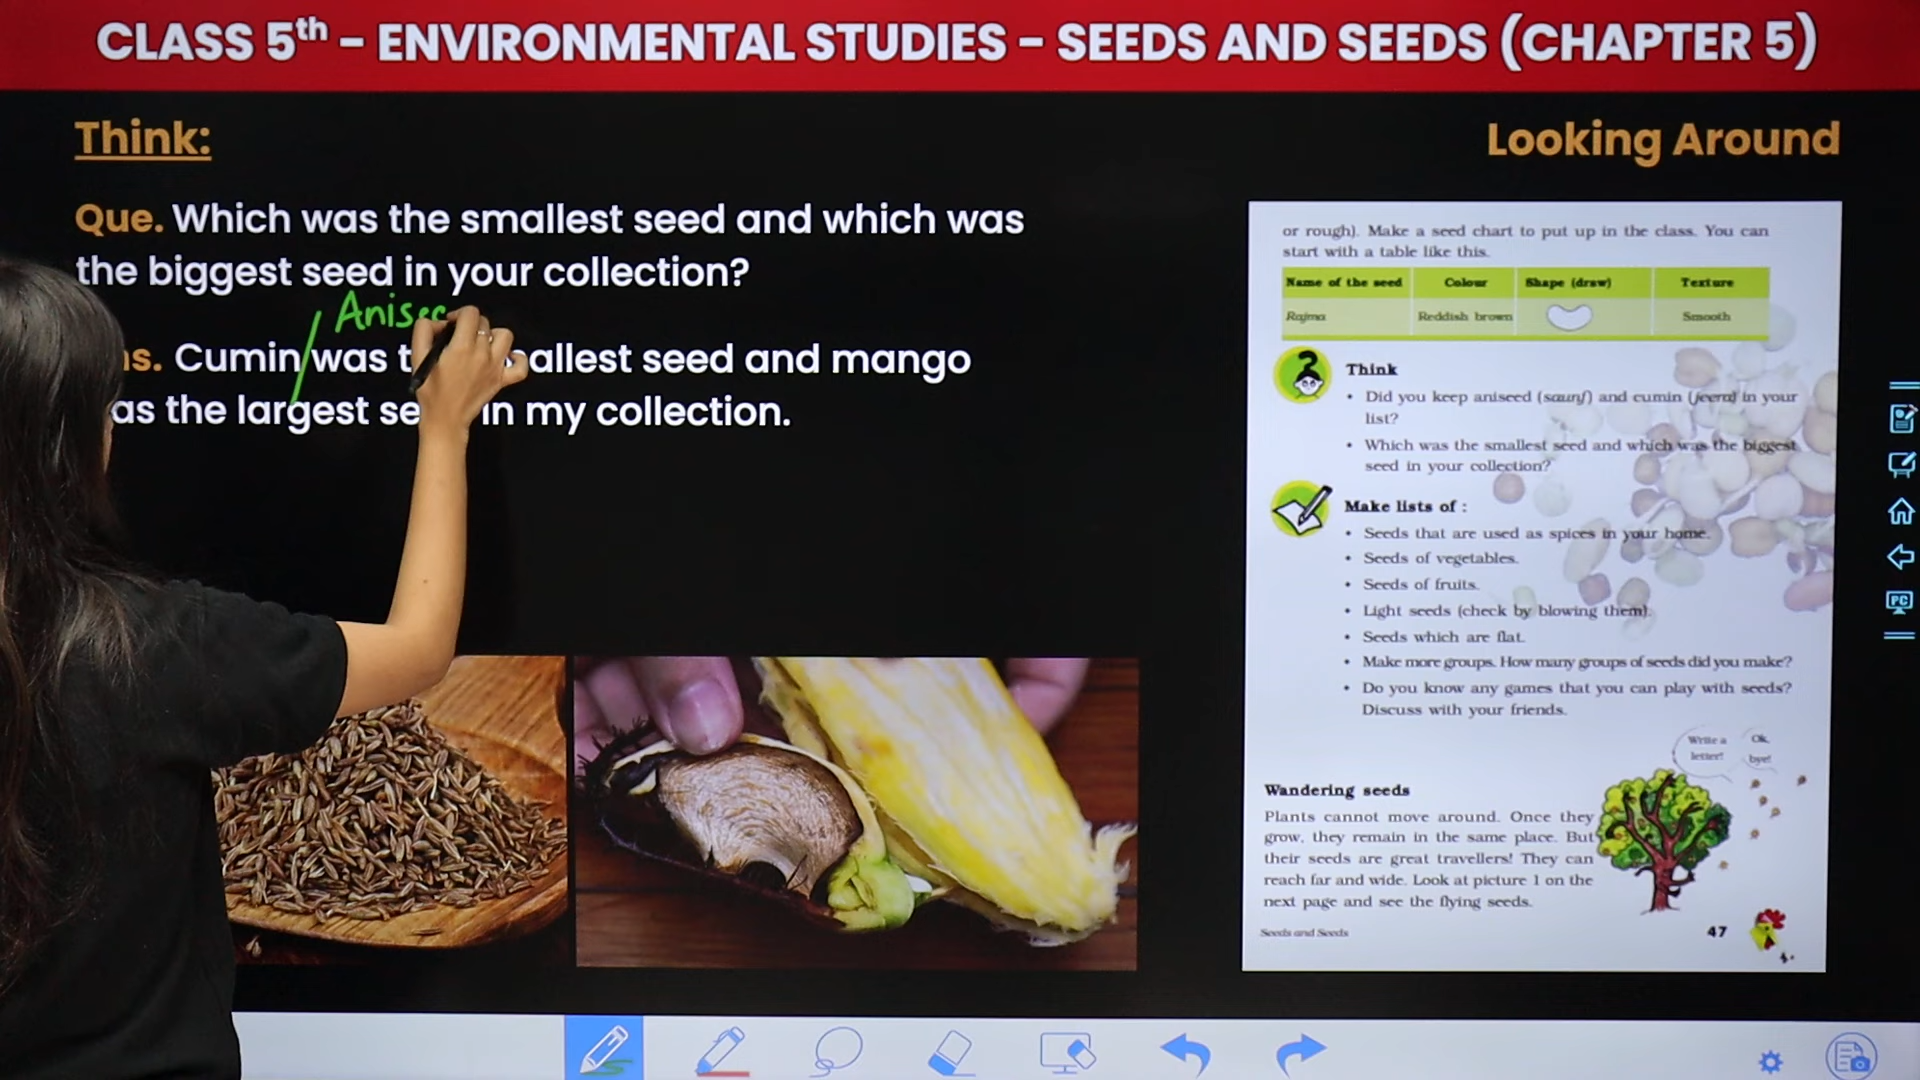 CLASS 5th - ENVIRONMENTAL STUDIES - SEEDS AND SEEDS (CHAPTER 5)
Think:
Looking Around
Que. Which was the smallest seed and which was
the biggest seed in your collection?
/ Anise
Cumin was smallest seed and mango
as the largest in my collection.
or rough). Make a seed chart to put up in the class. You can
start with a table like this.
Name of the seed Colour Shape (draw) Texture
Rajma Reddish brown Smooth
Think
• Did you keep aniseed (saunf) and cumin (jeera) in your
list?
• Which was the smallest seed and which was the biggest
seed in your collection?
Make lists of :
• Seeds that are used as spices in your home.
• Seeds of vegetables.
• Seeds of fruits.
• Light seeds (check by blowing them).
• Seeds which are flat.
• Make more groups. How many groups of seeds did you make?
• Do you know any games that you can play with seeds?
Discuss with your friends.
Write a
letter!
Ok,
bye!
Wandering seeds
Plants cannot move around. Once they
grow, they remain in the same place. But
their seeds are great travellers! They can
reach far and wide. Look at picture 1 on the
next page and see the flying seeds.
Seeds and Seeds
47
PC